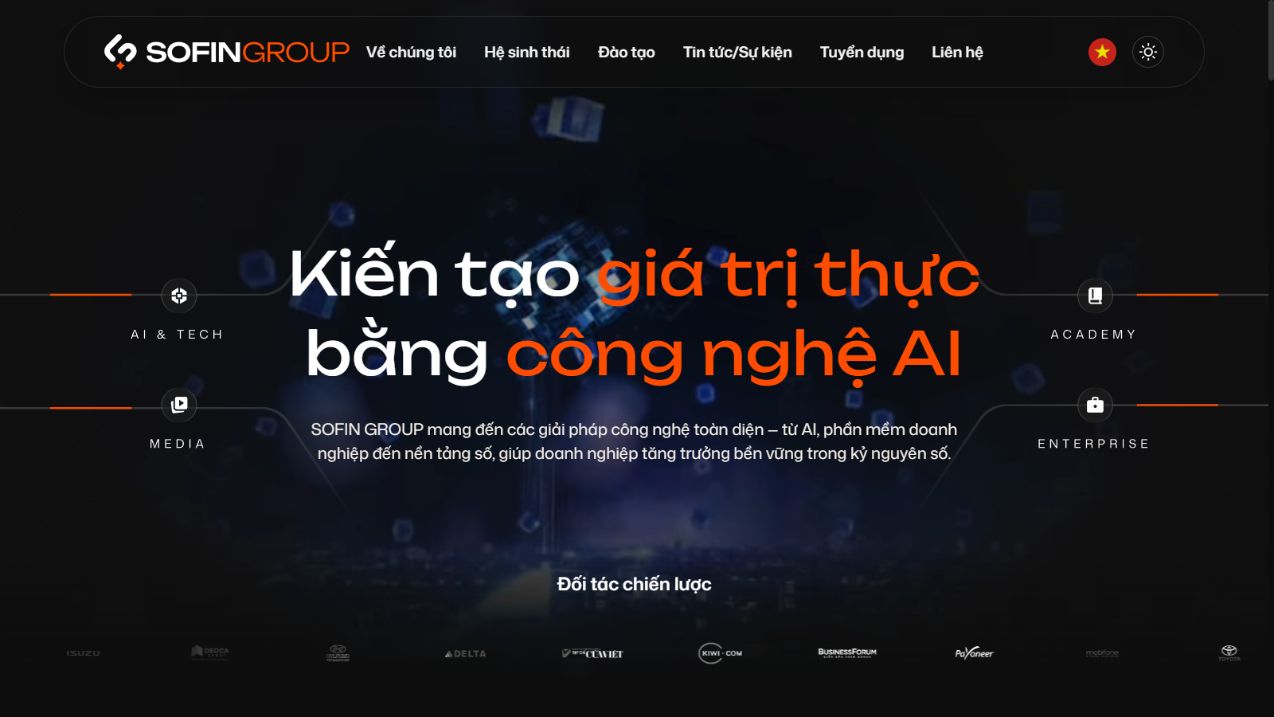 SOFINGROUP
Về chúng tôi
Hệ sinh thái
Đào tạo
Tin tức/Sự kiện
Tuyển dụng
Liên hệ
Kiến tạo giá trị thực
bằng công nghệ AI
AI & TECH
ACADEMY
MEDIA
ENTERPRISE
SOFIN GROUP mang đến các giải pháp công nghệ toàn diện – từ AI, phần mềm doanh
nghiệp đến nền tảng số, giúp doanh nghiệp tăng trưởng bền vững trong kỷ nguyên số.
Đối tác chiến lược
ISUZU
DEOCA
DELTA
CỬA VIỆT
KIWI.COM
BUSINESSFORUM
Payoneer
mobifone
TOYOTA